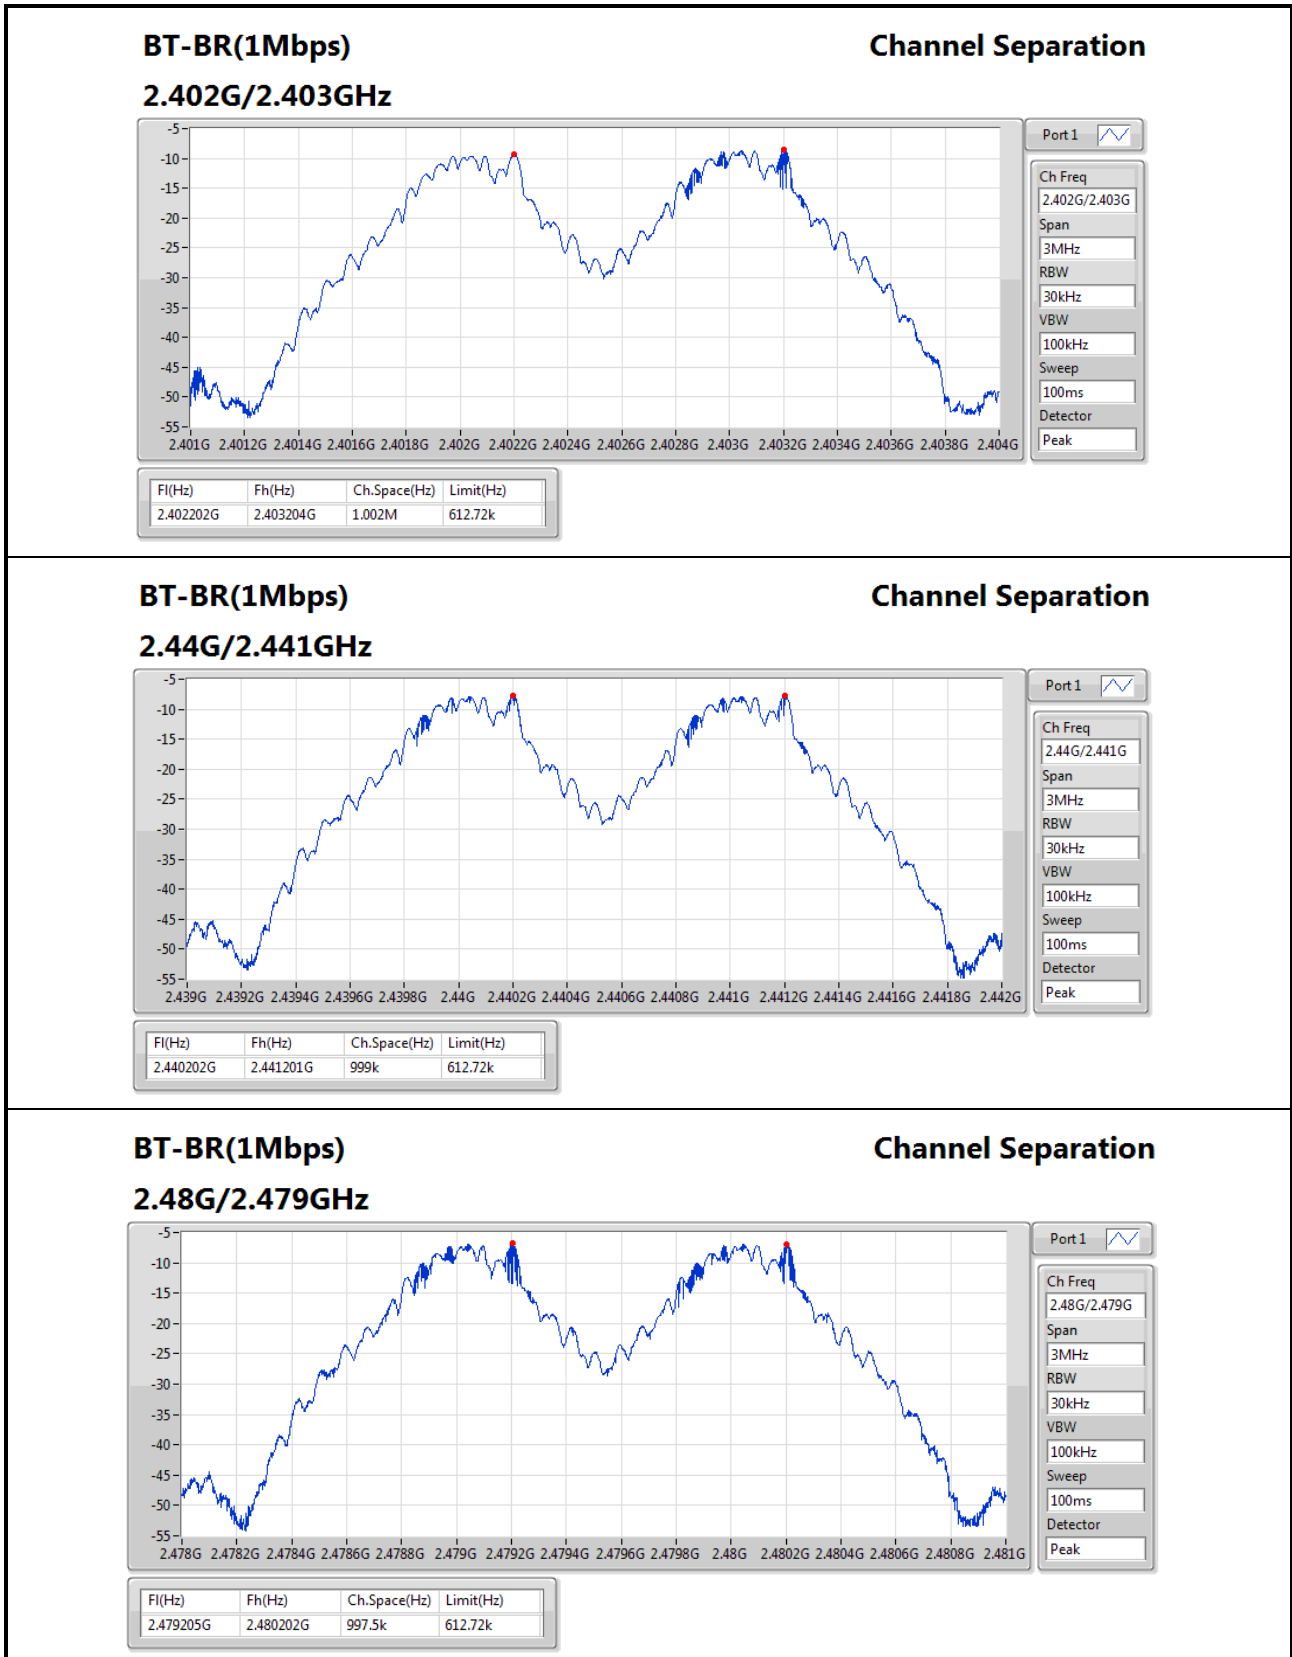 BT-BR(1Mbps) Channel Separation
2.402G/2.403GHz
Port 1
-5
-10
-15
-20
-25
-30
-35
-40
-45
-50
-55
2.401G 2.4012G 2.4014G 2.4016G 2.4018G 2.402G 2.4022G 2.4024G 2.4026G 2.4028G 2.403G 2.4032G 2.4034G 2.4036G 2.4038G 2.404G
Ch Freq
2.402G/2.403G
Span
3MHz
RBW
30kHz
VBW
100kHz
Sweep
100ms
Detector
Peak
Fl(Hz) Fh(Hz) Ch.Space(Hz) Limit(Hz)
2.402202G 2.403204G 1.002M 612.72k
BT-BR(1Mbps) Channel Separation
2.44G/2.441GHz
Port 1
-5
-10
-15
-20
-25
-30
-35
-40
-45
-50
-55
2.439G 2.4392G 2.4394G 2.4396G 2.4398G 2.44G 2.4402G 2.4404G 2.4406G 2.4408G 2.441G 2.4412G 2.4414G 2.4416G 2.4418G 2.442G
Ch Freq
2.44G/2.441G
Span
3MHz
RBW
30kHz
VBW
100kHz
Sweep
100ms
Detector
Peak
Fl(Hz) Fh(Hz) Ch.Space(Hz) Limit(Hz)
2.440202G 2.441201G 999k 612.72k
BT-BR(1Mbps) Channel Separation
2.48G/2.479GHz
Port 1
-5
-10
-15
-20
-25
-30
-35
-40
-45
-50
-55
2.478G 2.4782G 2.4784G 2.4786G 2.4788G 2.479G 2.4792G 2.4794G 2.4796G 2.4798G 2.48G 2.4802G 2.4804G 2.4806G 2.4808G 2.481G
Ch Freq
2.48G/2.479G
Span
3MHz
RBW
30kHz
VBW
100kHz
Sweep
100ms
Detector
Peak
Fl(Hz) Fh(Hz) Ch.Space(Hz) Limit(Hz)
2.479205G 2.480202G 997.5k 612.72k